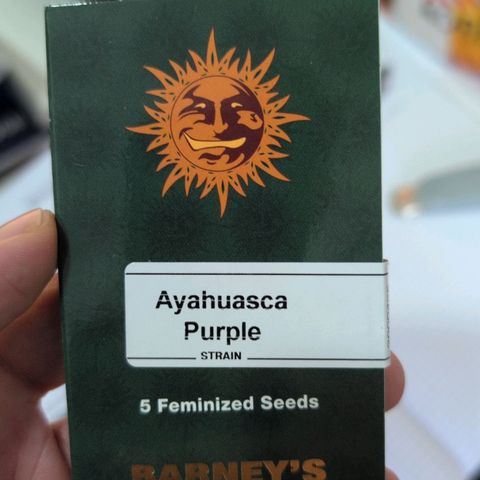 Ayahuasca
Purple
STRAIN
5 Feminized Seeds
BARNEY'S